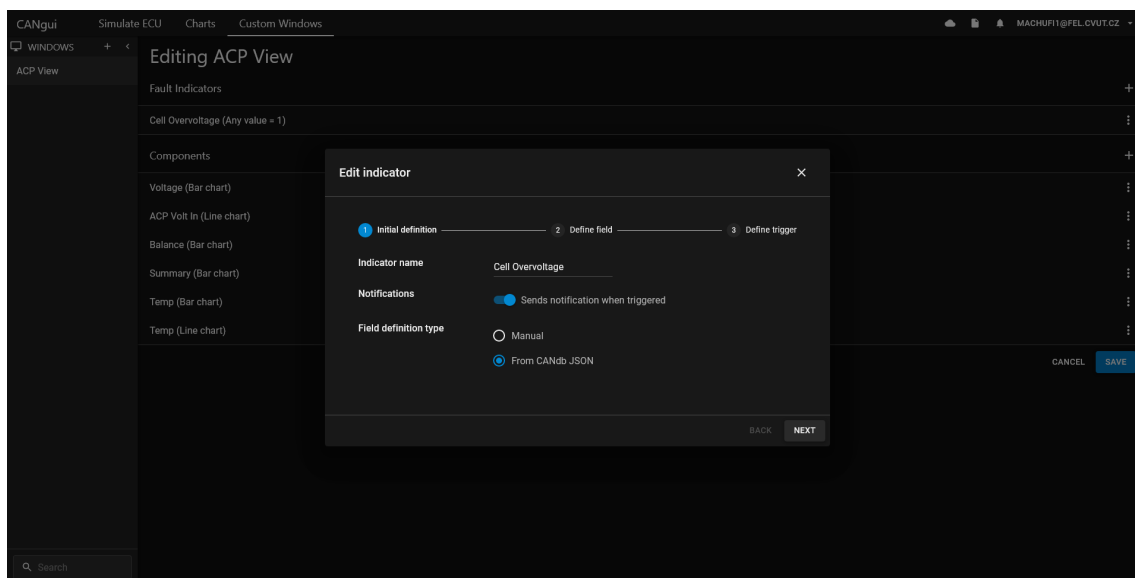 CANgui Simulate ECU Charts Custom Windows MACHUFI1@FEL.CVUT.CZ
WINDOWS + <
ACP View
Editing ACP View
Fault Indicators +
Cell Overvoltage (Any value = 1)
Components +
Voltage (Bar chart)
ACP Volt In (Line chart)
Balance (Bar chart)
Summary (Bar chart)
Temp (Bar chart)
Temp (Line chart)
CANCEL SAVE
Edit indicator
1 Initial definition 2 Define field 3 Define trigger
Indicator name Cell Overvoltage
Notifications Sends notification when triggered
Field definition type Manual
From CANdb JSON
BACK NEXT
Search